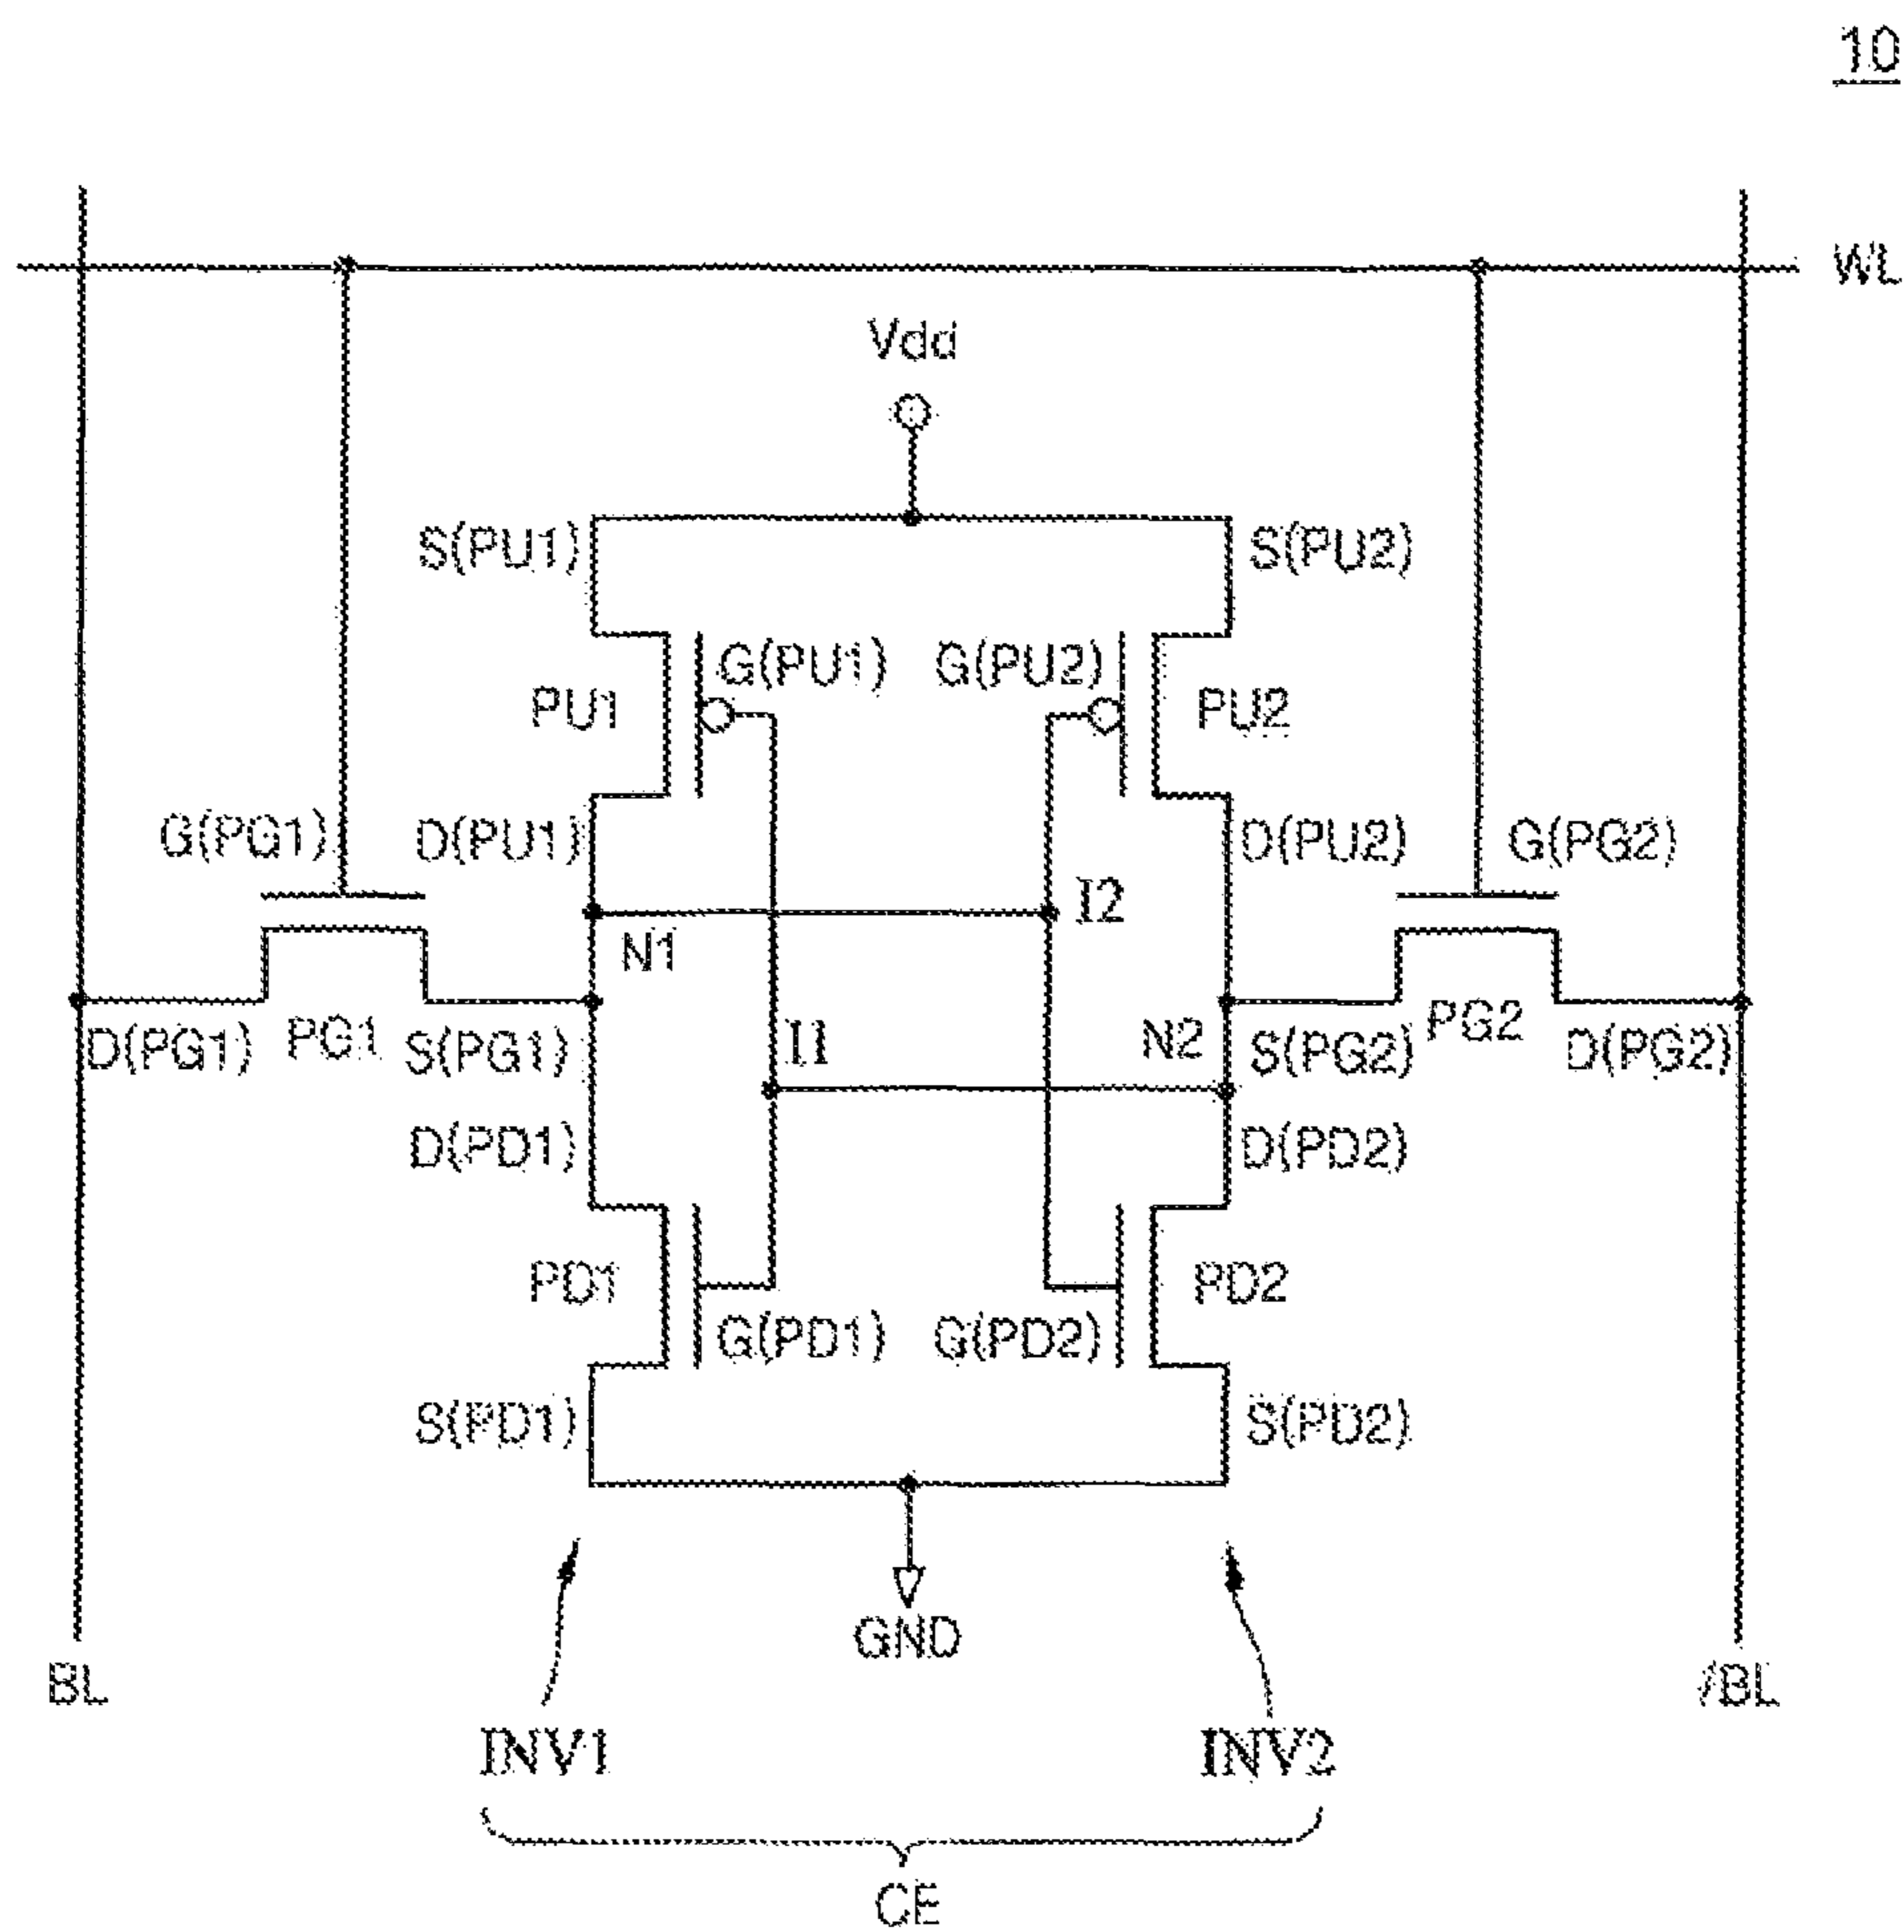 10
WL
Vdd
S(PU1) S(PU2)
G(PU1) G(PU2)
PU1 PU2
G(PG1) D(PU1) D(PU2) G(PG2)
I2
N1
D(PG1) PG1 S(PG1) I1 N2 S(PG2) PG2 D(PG2)
D(PD1) D(PD2)
PD1 PD2
G(PD1) G(PD2)
S(PD1) S(PD2)
GND
BL /BL
INV1 INV2
CE